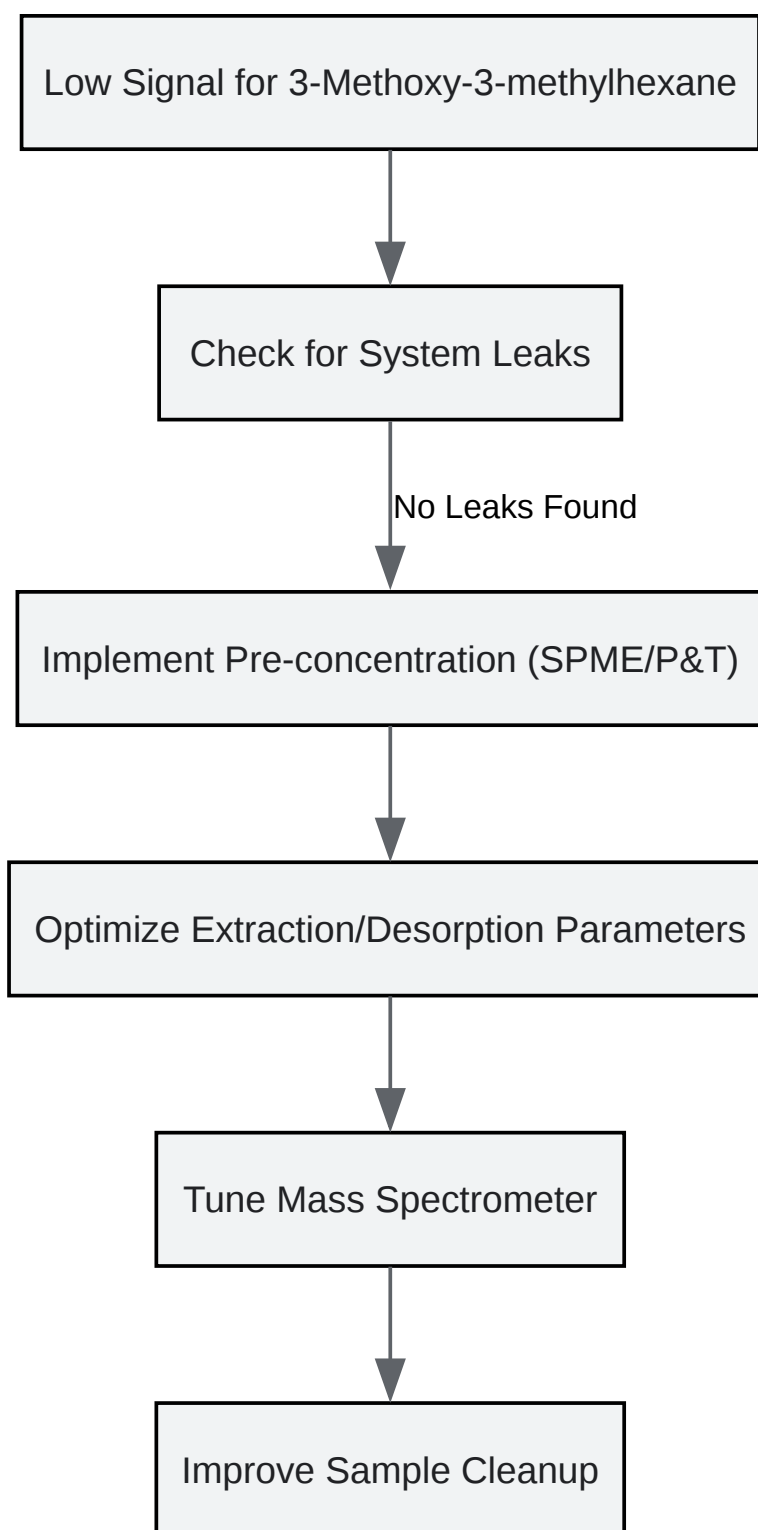 Low Signal for 3-Methoxy-3-methylhexane
Check for System Leaks
No Leaks Found
Implement Pre-concentration (SPME/P&T)
Optimize Extraction/Desorption Parameters
Tune Mass Spectrometer
Improve Sample Cleanup